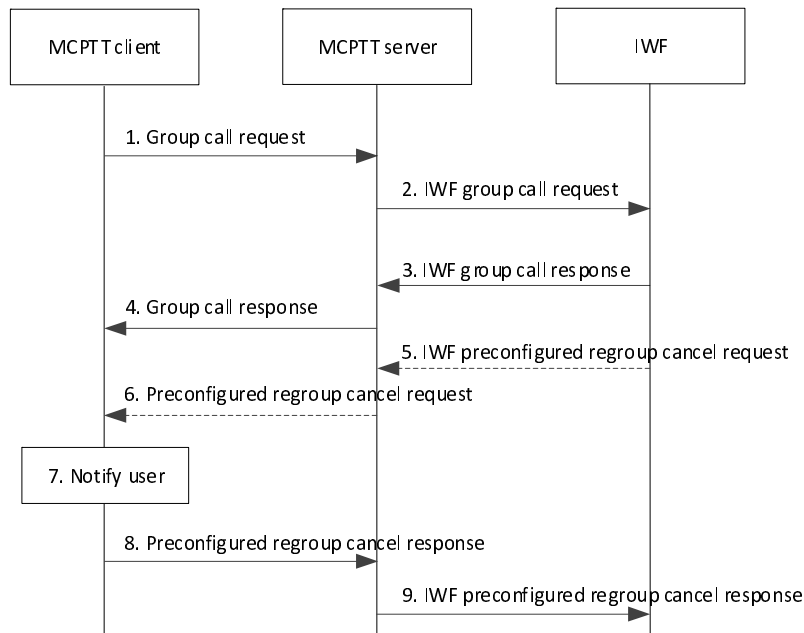 MCPTT client
MCPTT server
IWF
1. Group call request
2. IWF group call request
3. IWF group call response
4. Group call response
5. IWF preconfigured regroup cancel request
6. Preconfigured regroup cancel request
7. Notify user
8. Preconfigured regroup cancel response
9. IWF preconfigured regroup cancel response